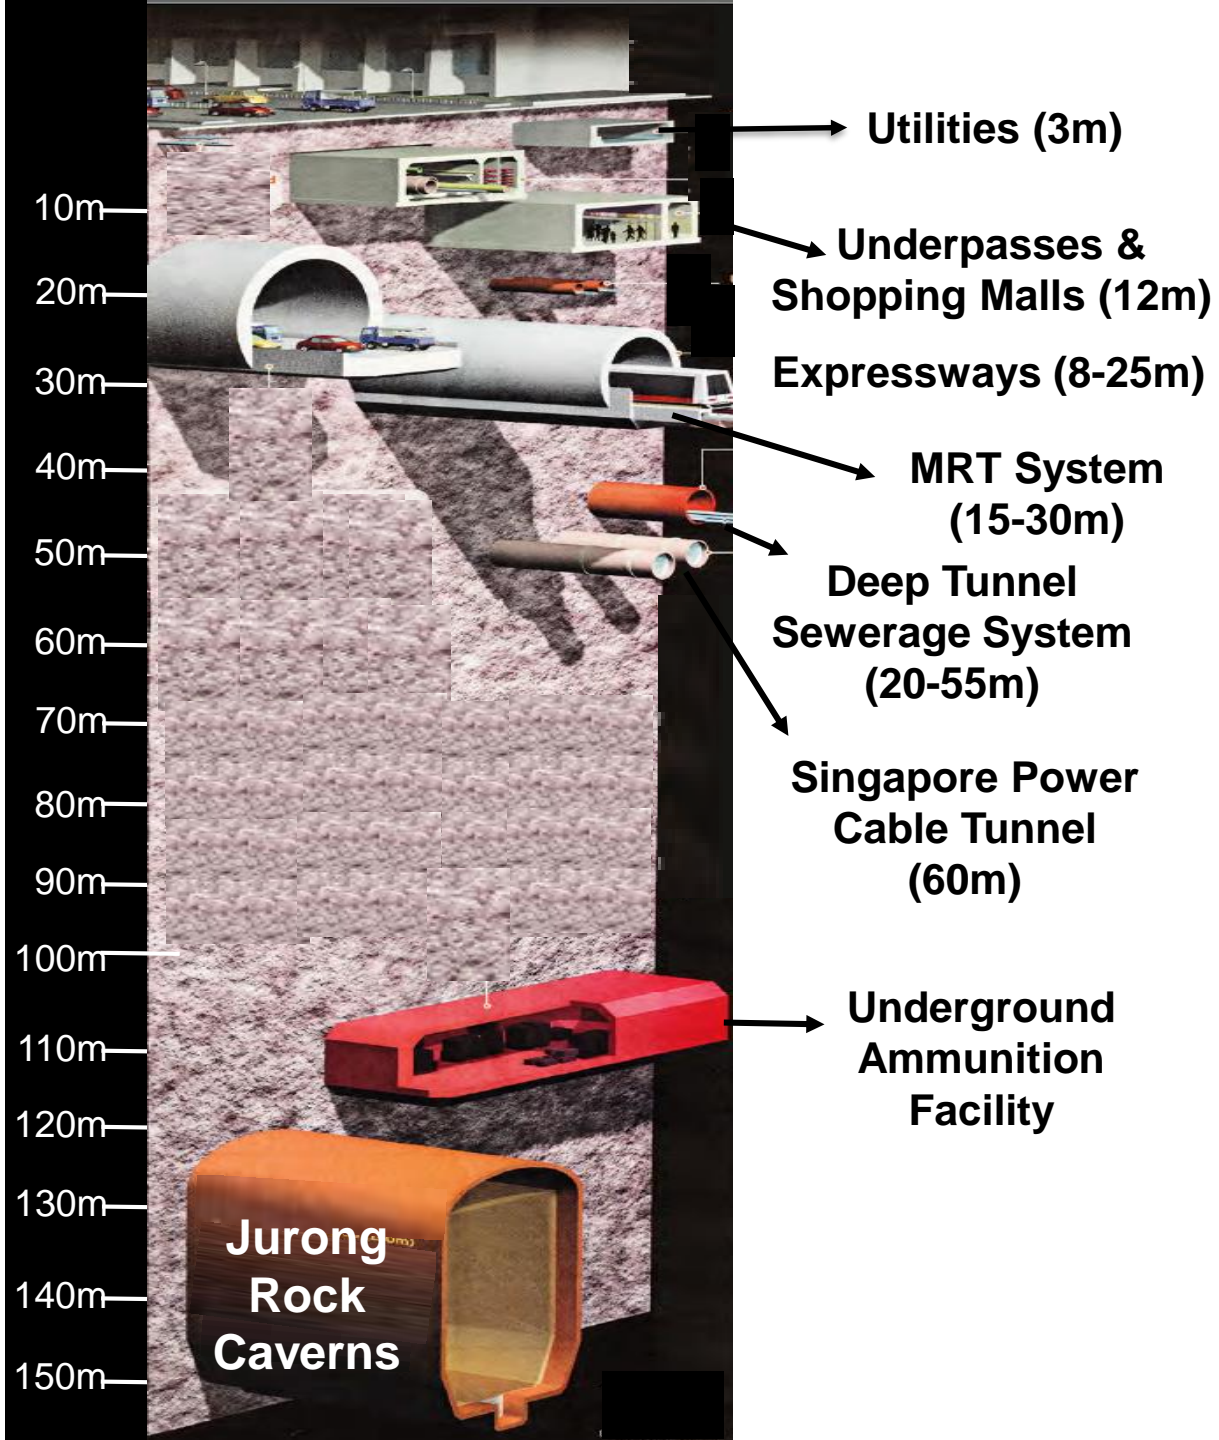 Utilities (3m)
10m
Underpasses &
Shopping Malls (12m)
20m
Expressways (8-25m)
30m
MRT System
(15-30m)
40m
50m
Deep Tunnel
Sewerage System
(20-55m)
60m
70m
Singapore Power
Cable Tunnel
(60m)
80m
90m
100m
Underground
Ammunition
Facility
110m
120m
130m
Jurong
Rock
Caverns
140m
150m